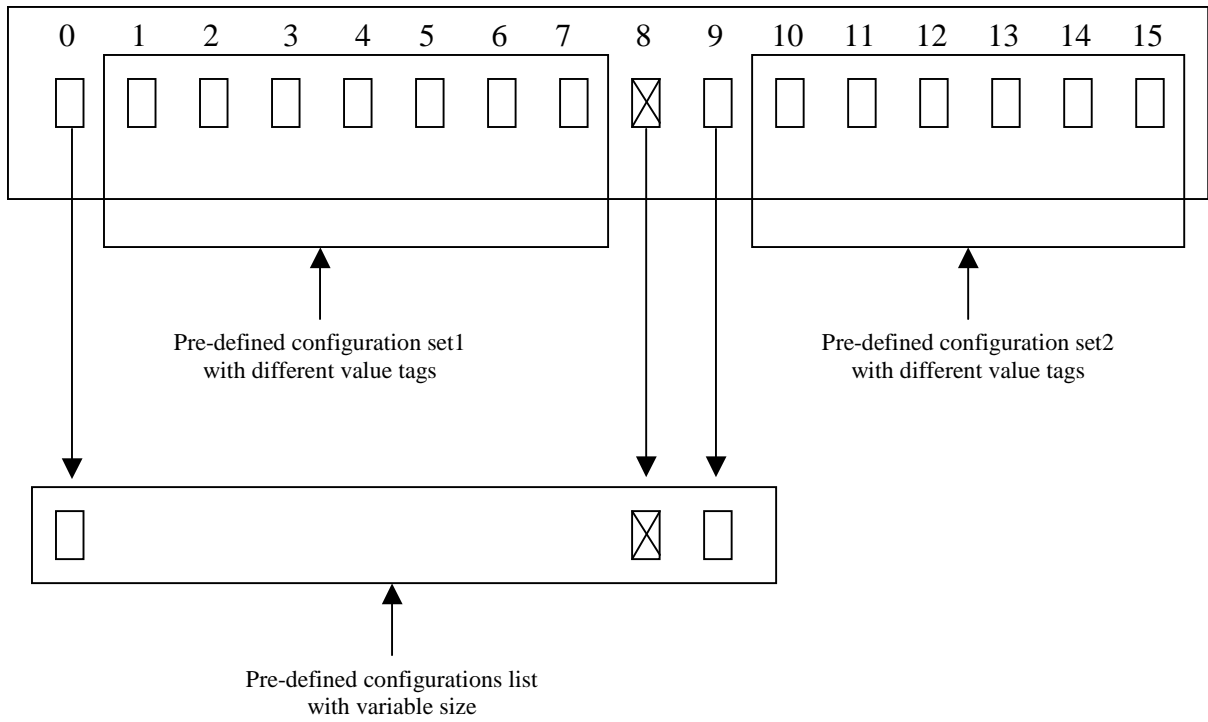 0 1 2 3 4 5 6 7 8 9 10 11 12 13 14 15
Pre-defined configuration set1
with different value tags
Pre-defined configuration set2
with different value tags
Pre-defined configurations list
with variable size